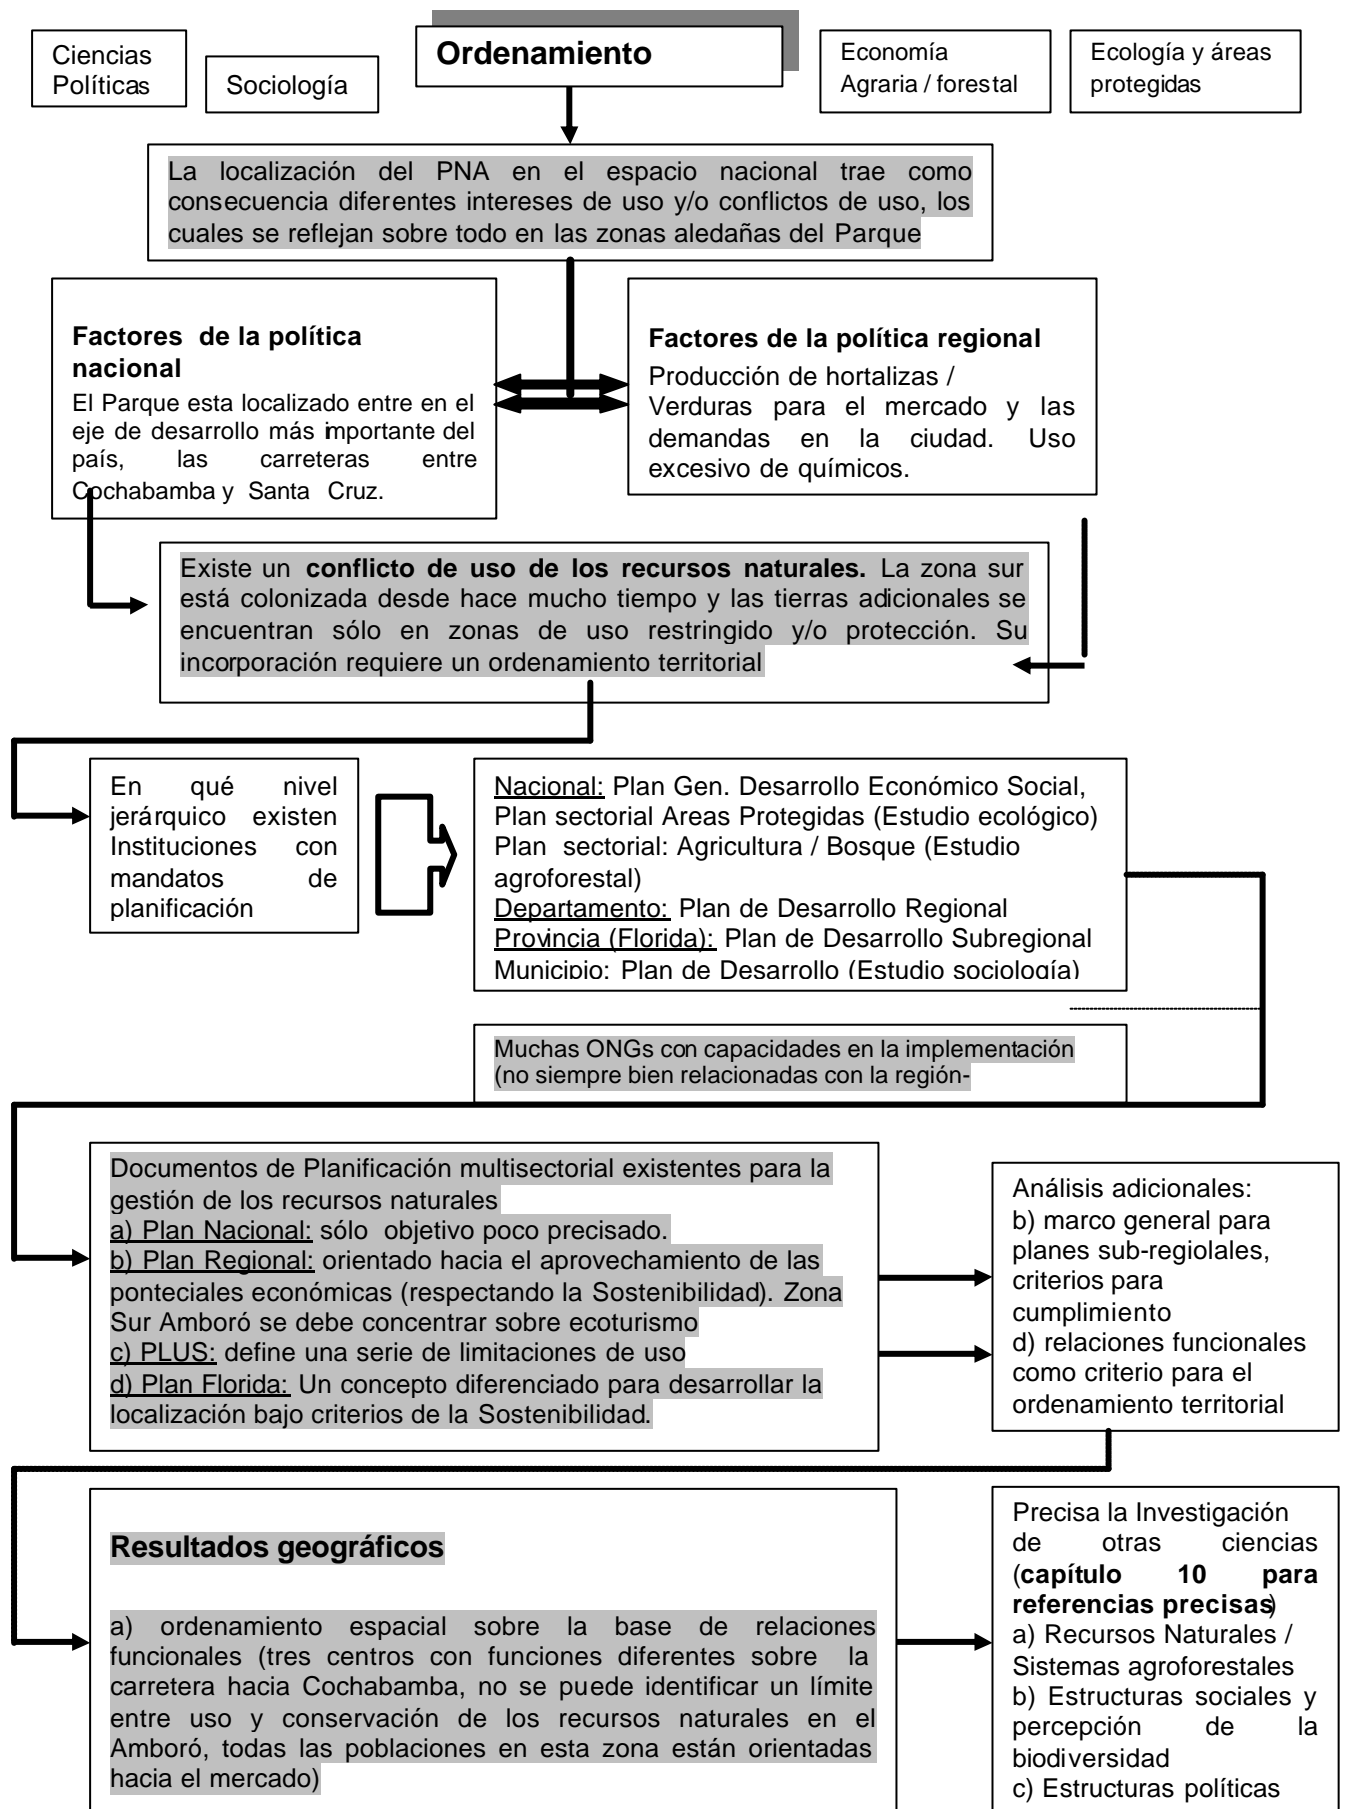 Ciencias
Políticas
Sociología
Ordenamiento
Economía
Agraria / forestal
Ecología y áreas
protegidas
La localización del PNA en el espacio nacional trae como
consecuencia diferentes intereses de uso y/o conflictos de uso, los
cuales se reflejan sobre todo en las zonas aledañas del Parque
Factores de la política
nacional
El Parque esta localizado entre en el
eje de desarrollo más importante del
país, las carreteras entre
Cochabamba y Santa Cruz.
Factores de la política regional
Producción de hortalizas /
Verduras para el mercado y las
demandas en la ciudad. Uso
excesivo de químicos.
Existe un conflicto de uso de los recursos naturales. La zona sur
está colonizada desde hace mucho tiempo y las tierras adicionales se
encuentran sólo en zonas de uso restringido y/o protección. Su
incorporación requiere un ordenamiento territorial
En qué nivel
jerárquico existen
Instituciones con
mandatos de
planificación
Nacional: Plan Gen. Desarrollo Económico Social,
Plan sectorial Areas Protegidas (Estudio ecológico)
Plan sectorial: Agricultura / Bosque (Estudio
agroforestal)
Departamento: Plan de Desarrollo Regional
Provincia (Florida): Plan de Desarrollo Subregional
Municipio: Plan de Desarrollo (Estudio sociología)
Muchas ONGs con capacidades en la implementación
(no siempre bien relacionadas con la región-
Documentos de Planificación multisectorial existentes para la
gestión de los recursos naturales
a) Plan Nacional: sólo objetivo poco precisado.
b) Plan Regional: orientado hacia el aprovechamiento de las
ponteciales económicas (respectando la Sostenibilidad). Zona
Sur Amboró se debe concentrar sobre ecoturismo
c) PLUS: define una serie de limitaciones de uso
d) Plan Florida: Un concepto diferenciado para desarrollar la
localización bajo criterios de la Sostenibilidad.
Análisis adicionales:
b) marco general para
planes sub-regiolales,
criterios para
cumplimiento
d) relaciones funcionales
como criterio para el
ordenamiento territorial
Resultados geográficos
a) ordenamiento espacial sobre la base de relaciones
funcionales (tres centros con funciones diferentes sobre la
carretera hacia Cochabamba, no se puede identificar un límite
entre uso y conservación de los recursos naturales en el
Amboró, todas las poblaciones en esta zona están orientadas
hacia el mercado)
Precisa la Investigación
de otras ciencias
(capítulo 10 para
referencias precisas)
a) Recursos Naturales /
Sistemas agroforestales
b) Estructuras sociales y
percepción de la
biodiversidad
c) Estructuras políticas